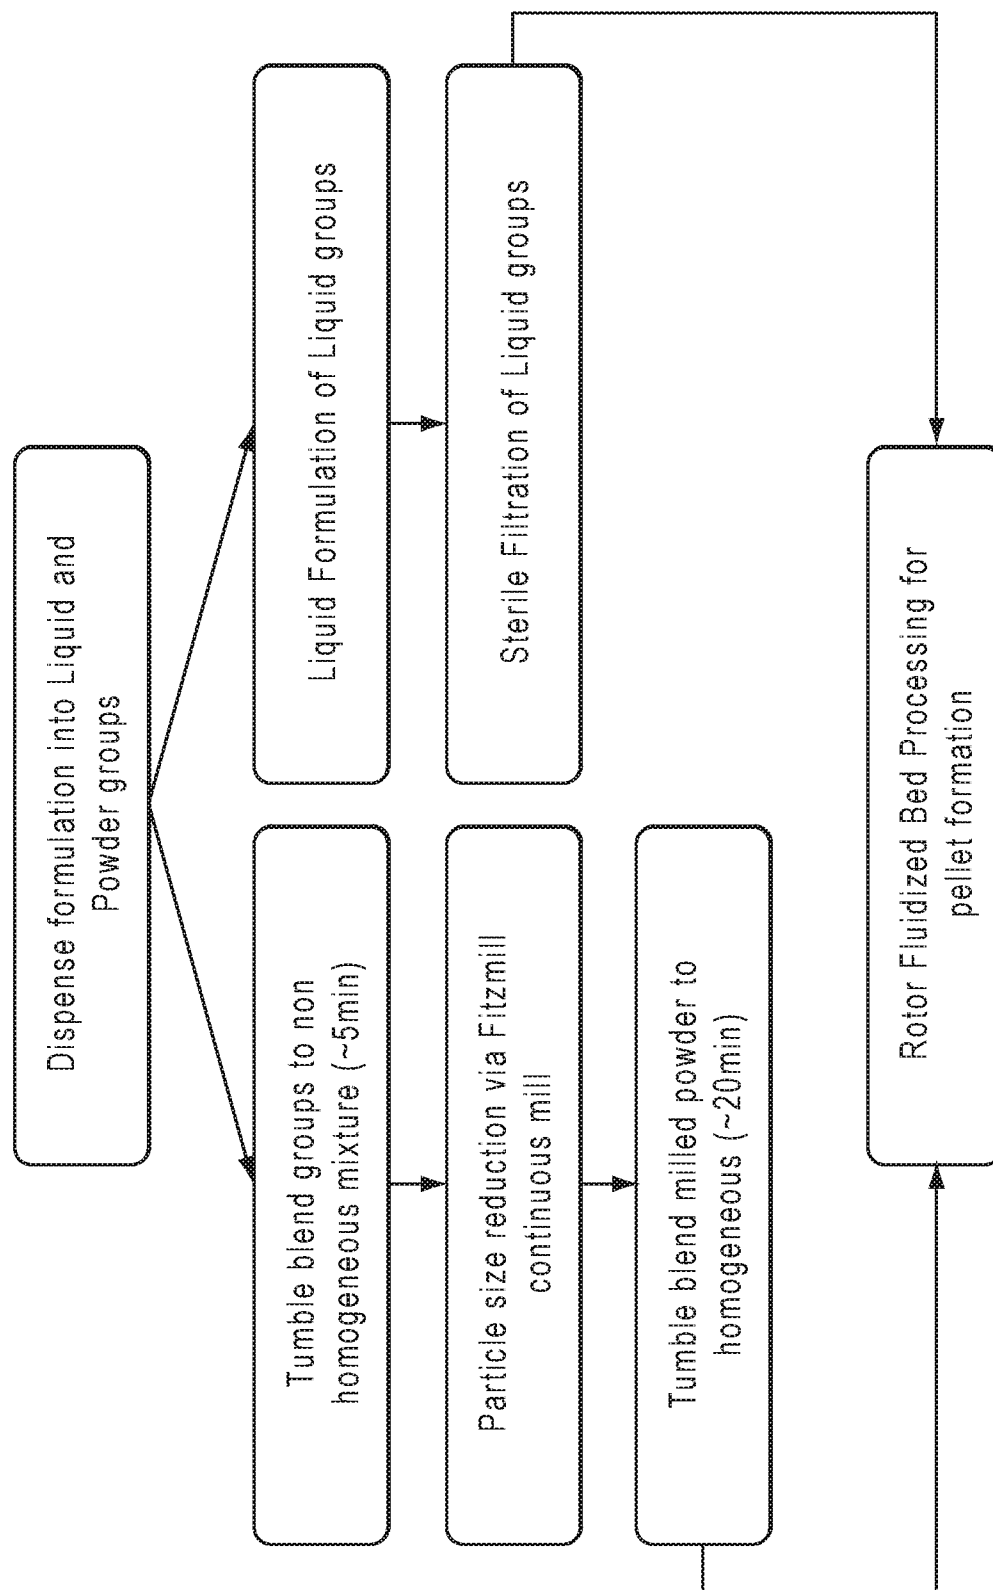 Dispense formulation into Liquid and
Powder groups
Tumble blend groups to non
homogeneous mixture (~5min)
Liquid Formulation of Liquid groups
Particle size reduction via Fitzmill
continuous mill
Sterile Filtration of Liquid groups
Tumble blend milled powder to
homogeneous (~20min)
Rotor Fluidized Bed Processing for
pellet formation